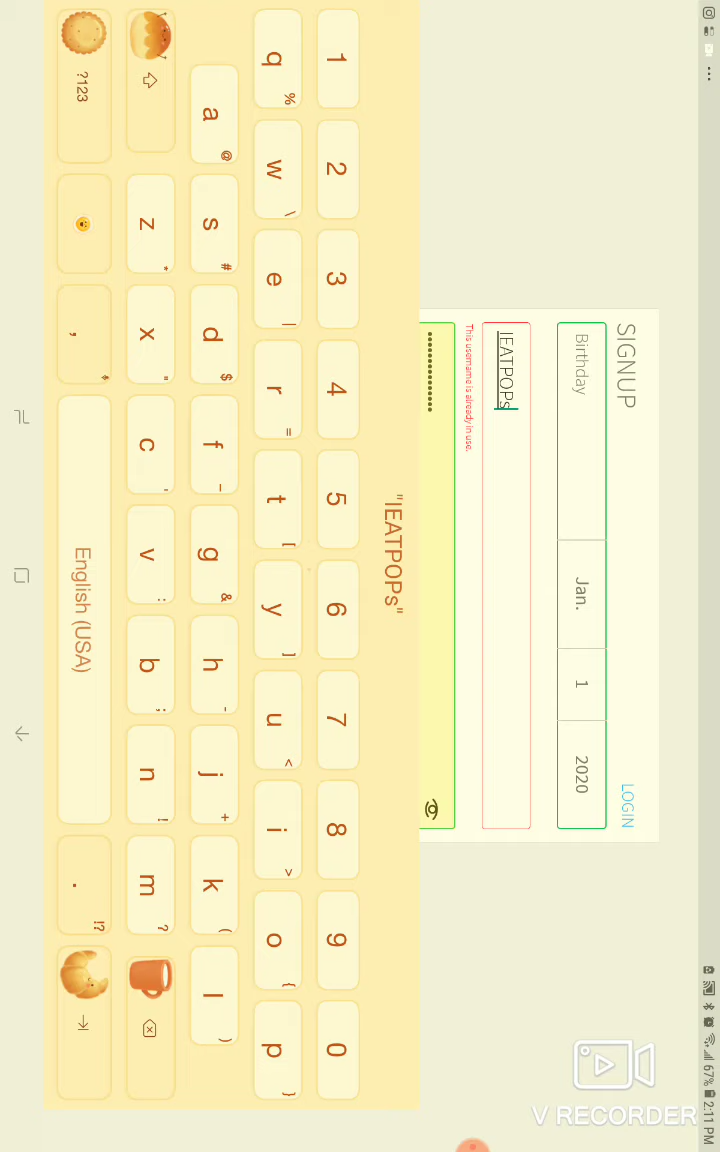 67% 2:11 PM
SIGNUP
LOGIN
Birthday Jan. 1 2020
IEATPOPs
This username is already in use.
••••••••••••••••
"IEATPOPs"
1 2 3 4 5 6 7 8 9 0
q % w \ e | r = t [ y ] u < i > o { p }
a @ s # d $ f _ g & h - j + k ( l )
z * x " c ' v : b ; n ! m ?
?123 , English (USA) . !?
V RECORDER